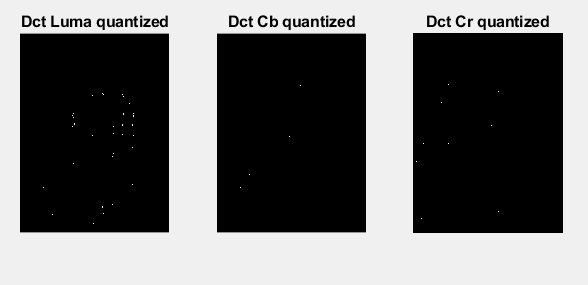 Dct Luma quantized
Dct Cb quantized
Dct Cr quantized